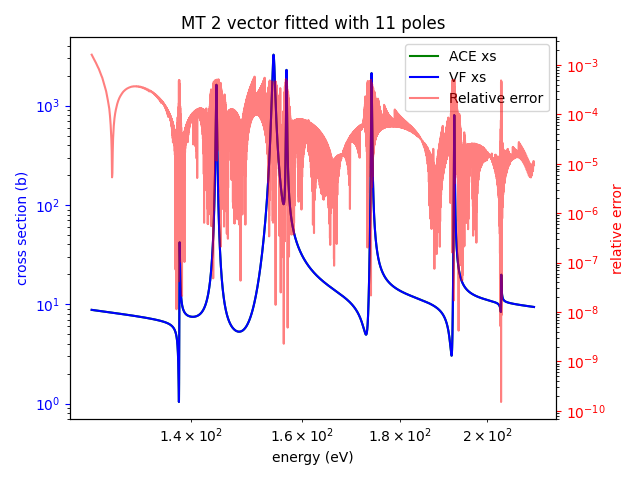 MT 2 vector fitted with 11 poles
ACE xs
VF xs
Relative error
cross section (b)
10³
10²
10¹
10⁰
relative error
10⁻³
10⁻⁴
10⁻⁵
10⁻⁶
10⁻⁷
10⁻⁸
10⁻⁹
10⁻¹⁰
1.4 × 10² 1.6 × 10² 1.8 × 10² 2 × 10²
energy (eV)